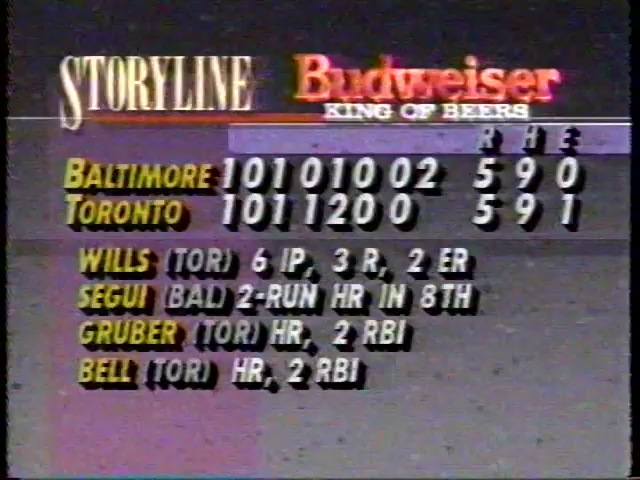 STORYLINE Budweiser
KING OF BEERS
R H E
BALTIMORE 101 010 02 5 9 0
TORONTO 101 120 0 5 9 1
WILLS (TOR) 6 IP, 3 R, 2 ER
SEGUI (BAL) 2-RUN HR IN 8TH
GRUBER (TOR) HR, 2 RBI
BELL (TOR) HR, 2 RBI